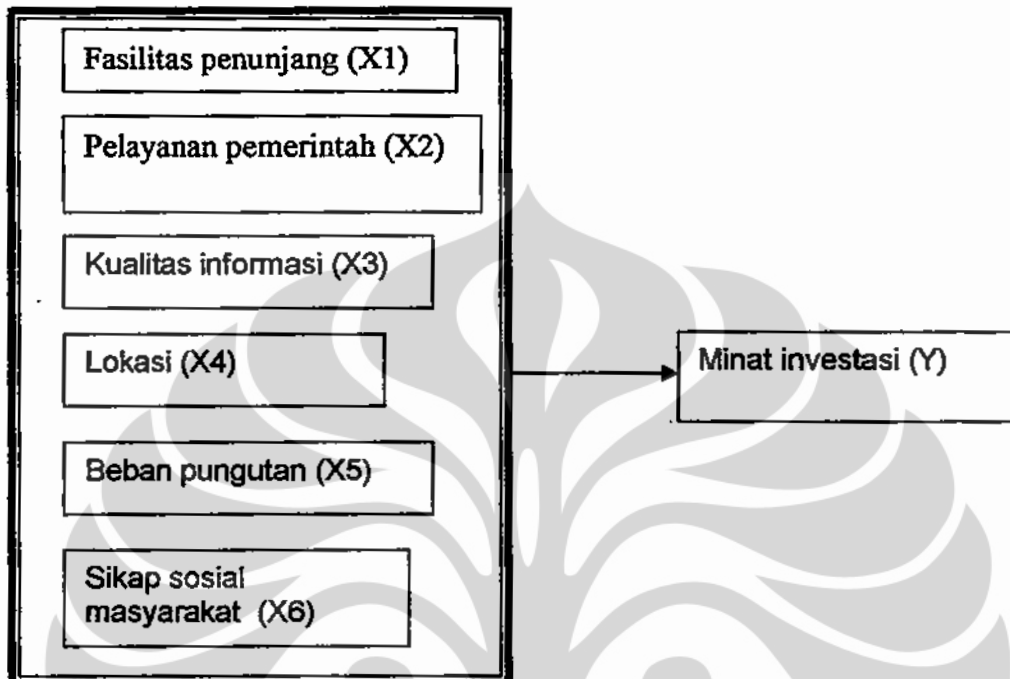 Fasilitas penunjang (X1)
Pelayanan pemerintah (X2)
Kualitas informasi (X3)
Lokasi (X4)
Minat investasi (Y)
Beban pungutan (X5)
Sikap sosial
masyarakat (X6)